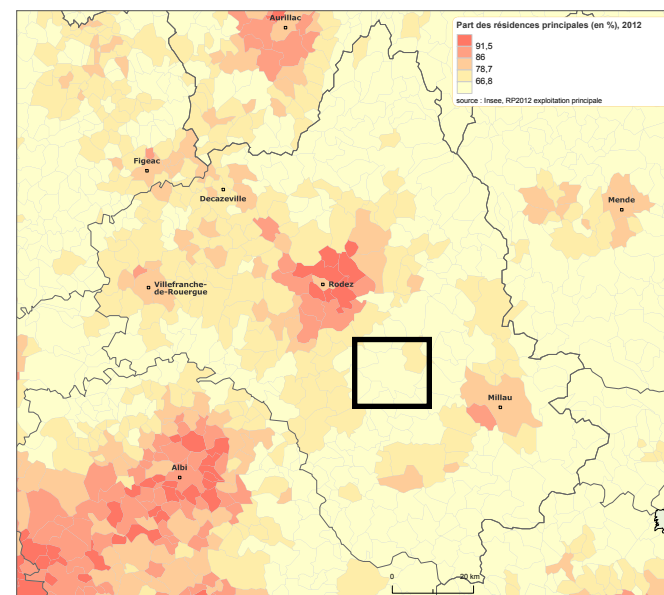 Aurillac
Part des résidences principales (en %), 2012
91,5
86
78,7
66,8
source : Insee, RP2012 exploitation principale
Figeac
Decazeville
Mende
Villefranche-
de-Rouergue
Rodez
Millau
Albi
0 20 km